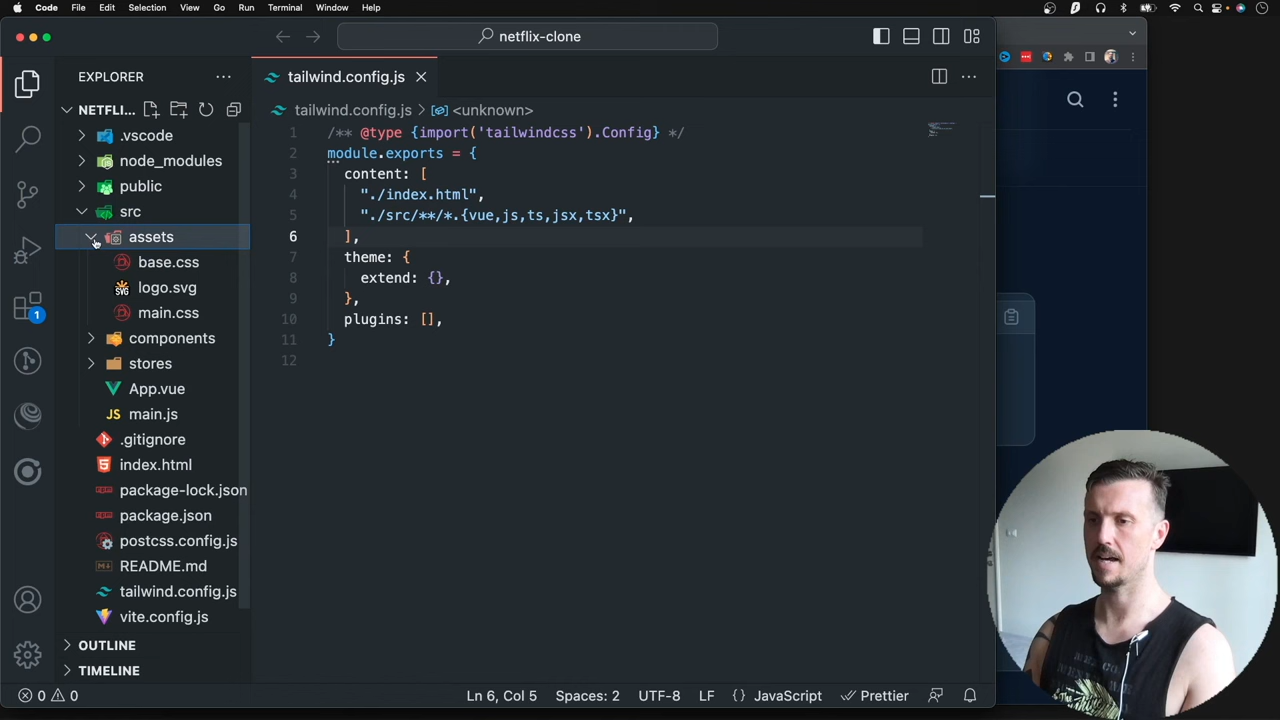 Code File Edit Selection View Go Run Terminal Window Help
netflix-clone
EXPLORER
tailwind.config.js
NETFLI...
tailwind.config.js > <unknown>
.vscode
node_modules
public
src
assets
base.css
logo.svg
main.css
components
stores
App.vue
JS main.js
.gitignore
index.html
package-lock.json
package.json
postcss.config.js
README.md
tailwind.config.js
vite.config.js
OUTLINE
TIMELINE
1
1 /** @type {import('tailwindcss').Config} */
2 module.exports = {
3 content: [
4 "./index.html",
5 "./src/**/*.{vue,js,ts,jsx,tsx}",
6 ],
7 theme: {
8 extend: {},
9 },
10 plugins: [],
11 }
12
0 0 Ln 6, Col 5 Spaces: 2 UTF-8 LF {} JavaScript Prettier